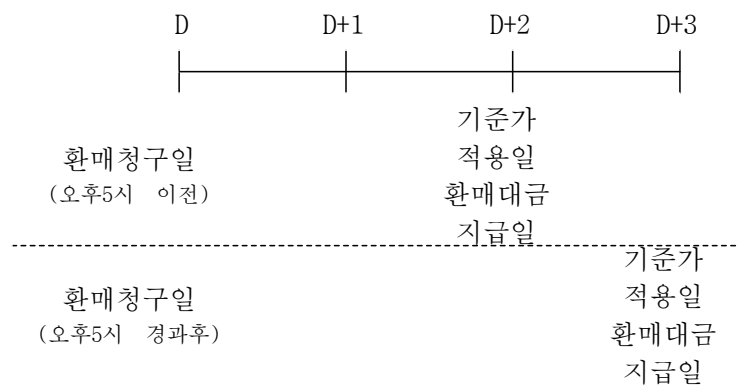 D D+1 D+2 D+3
기준가
적용일
환매청구일
(오후5시 이전)
환매대금
지급일
기준가
적용일
환매청구일
(오후5시 경과후)
환매대금
지급일